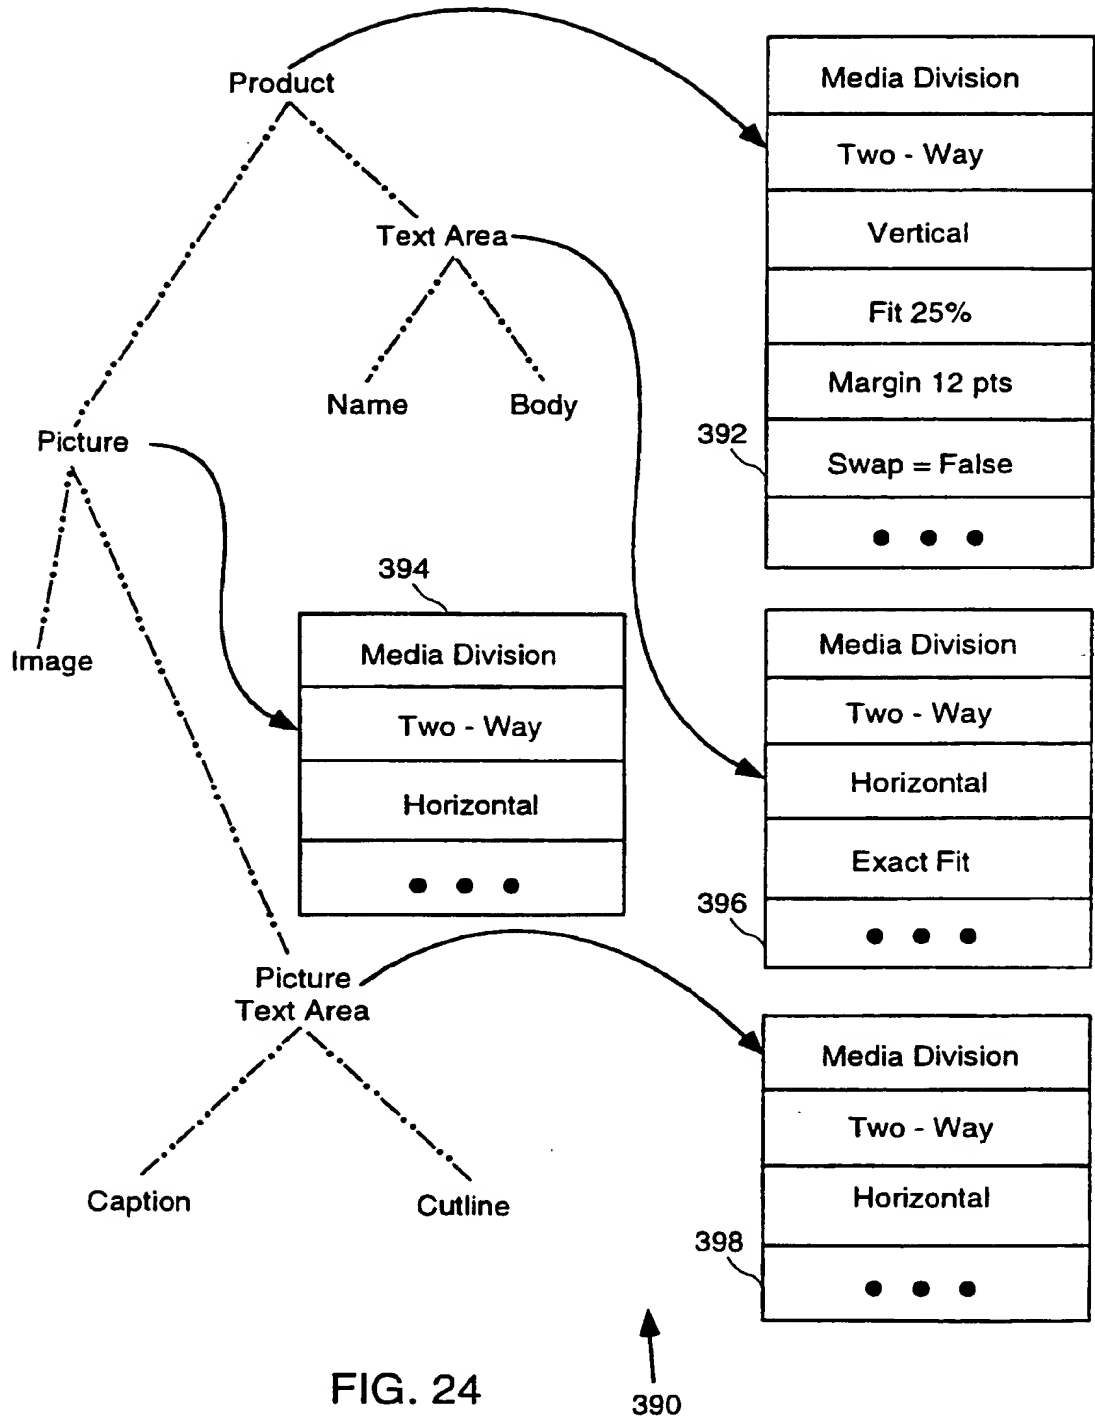 Product
Text Area
Name
Body
Picture
Image
Picture
Text Area
Caption
Cutline
Media Division
Two - Way
Vertical
Fit 25%
Margin 12 pts
Swap = False
392
394
Media Division
Two - Way
Horizontal
Media Division
Two - Way
Horizontal
Exact Fit
396
Media Division
Two - Way
Horizontal
398
FIG. 24
390